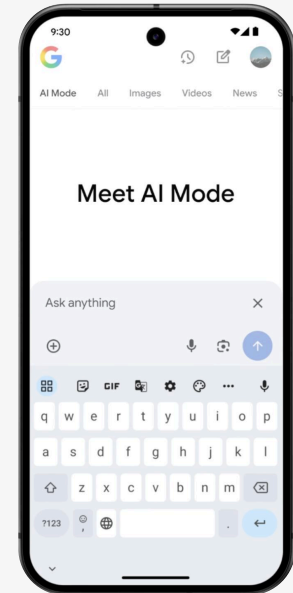 9:30
AI Mode All Images Videos News S
Meet AI Mode
Ask anything
GIF
q w e r t y u i o p
a s d f g h j k l
z x c v b n m
?123 , .